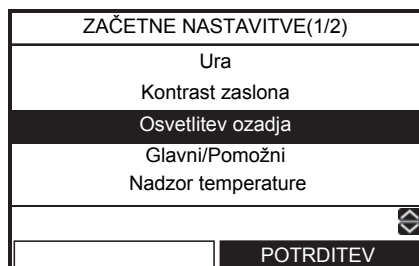 ZAČETNE NASTAVITVE(1/2)
Ura
Kontrast zaslona
Osvetlitev ozadja
Glavni/Pomožni
Nadzor temperature
POTRDITEV